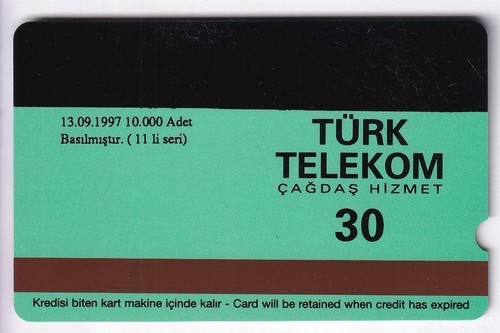 13.09.1997 10.000 Adet
Basılmıştır. ( 11 li seri)
TÜRK
TELEKOM
ÇAĞDAŞ HİZMET
30
Kredisi biten kart makine içinde kalır - Card will be retained when credit has expired